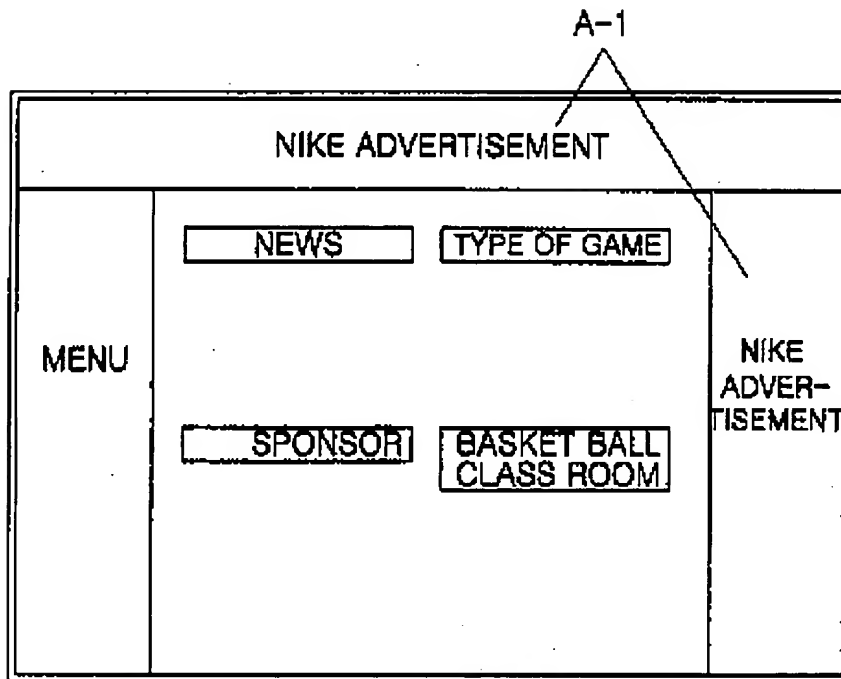 A-1
NIKE ADVERTISEMENT
NEWS
TYPE OF GAME
MENU
NIKE
ADVER-
TISEMENT
SPONSOR
BASKET BALL
CLASS ROOM